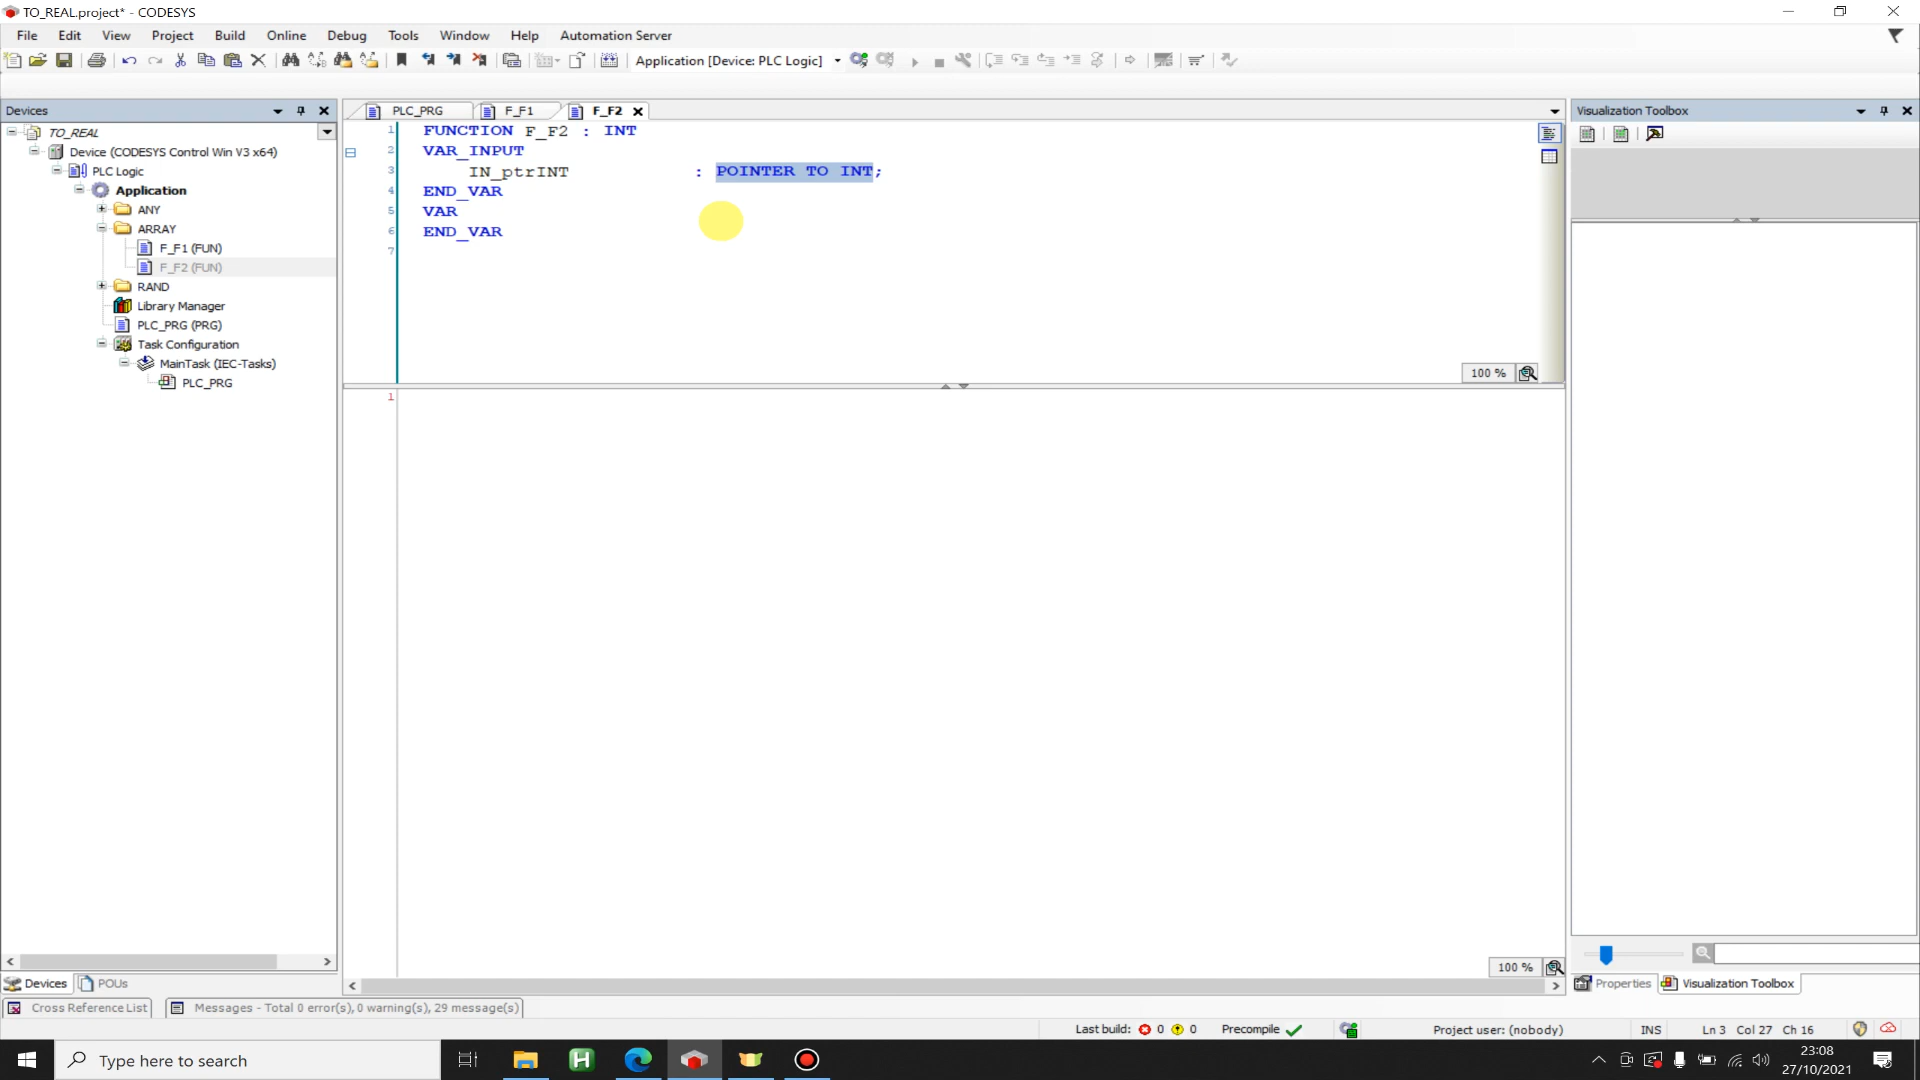 TO_REAL.project* - CODESYS
File Edit View Project Build Online Debug Tools Window Help Automation Server
Application [Device: PLC Logic]
Devices
TO_REAL
Device (CODESYS Control Win V3 x64)
PLC Logic
Application
ANY
ARRAY
F_F1 (FUN)
F_F2 (FUN)
RAND
Library Manager
PLC_PRG (PRG)
Task Configuration
MainTask (IEC-Tasks)
PLC_PRG
Devices POUs
PLC_PRG F_F1 F_F2
1 FUNCTION F_F2 : INT
2 VAR_INPUT
3 IN_ptrINT : POINTER TO INT;
4 END_VAR
5 VAR
6 END_VAR
7
100 %
1
100 %
Visualization Toolbox
Properties Visualization Toolbox
Cross Reference List Messages - Total 0 error(s), 0 warning(s), 29 message(s)
Last build: 0 0 Precompile Project user: (nobody) INS Ln 3 Col 27 Ch 16
Type here to search
H
23:08
27/10/2021